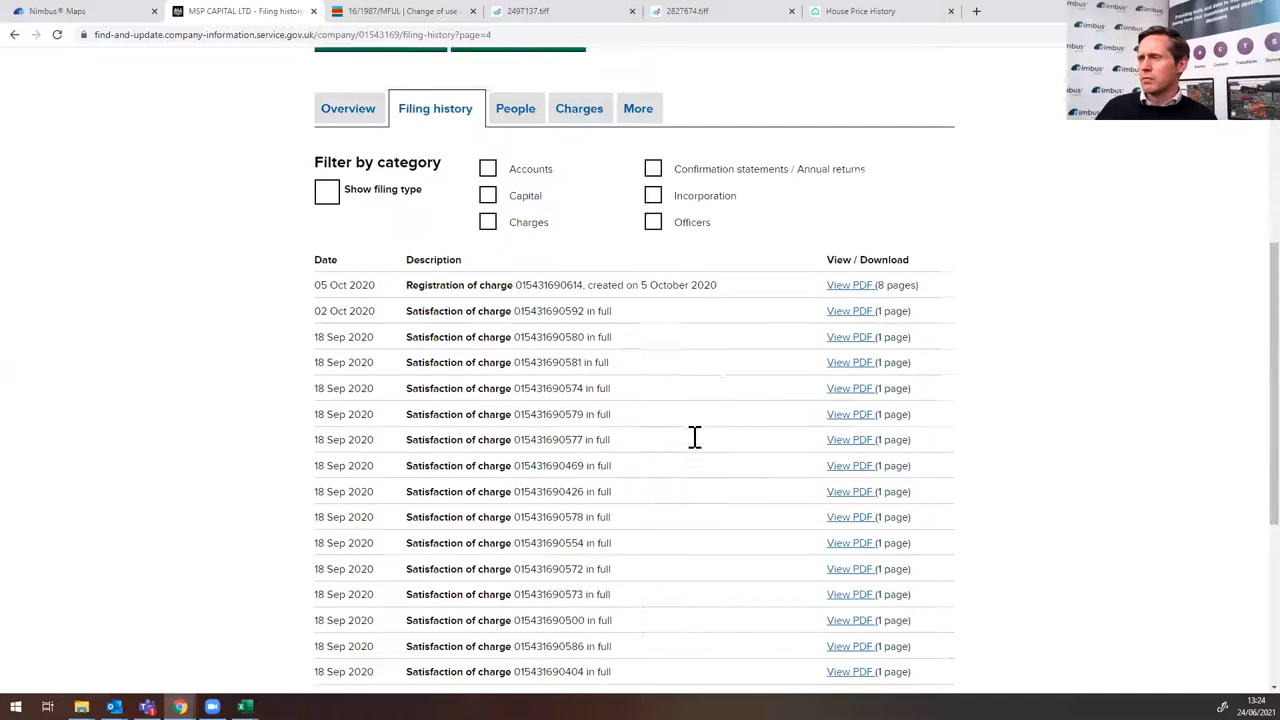 Nimbus® Maps
MSP CAPITAL LTD - Filing history
16/1987/MFUL | Change of use
2497137.tiff
2827674.tiff
House Price History
find-and-update.company-information.service.gov.uk/company/01543169/filing-history?page=4
Overview
Filing history
People
Charges
More
Filter by category
Show filing type
Accounts
Confirmation statements / Annual returns
Capital
Incorporation
Charges
Officers
Date Description View / Download
05 Oct 2020 Registration of charge 015431690614, created on 5 October 2020 View PDF (8 pages)
02 Oct 2020 Satisfaction of charge 015431690592 in full View PDF (1 page)
18 Sep 2020 Satisfaction of charge 015431690580 in full View PDF (1 page)
18 Sep 2020 Satisfaction of charge 015431690581 in full View PDF (1 page)
18 Sep 2020 Satisfaction of charge 015431690574 in full View PDF (1 page)
18 Sep 2020 Satisfaction of charge 015431690579 in full View PDF (1 page)
18 Sep 2020 Satisfaction of charge 015431690577 in full View PDF (1 page)
18 Sep 2020 Satisfaction of charge 015431690469 in full View PDF (1 page)
18 Sep 2020 Satisfaction of charge 015431690426 in full View PDF (1 page)
18 Sep 2020 Satisfaction of charge 015431690578 in full View PDF (1 page)
18 Sep 2020 Satisfaction of charge 015431690554 in full View PDF (1 page)
18 Sep 2020 Satisfaction of charge 015431690572 in full View PDF (1 page)
18 Sep 2020 Satisfaction of charge 015431690573 in full View PDF (1 page)
18 Sep 2020 Satisfaction of charge 015431690500 in full View PDF (1 page)
18 Sep 2020 Satisfaction of charge 015431690586 in full View PDF (1 page)
18 Sep 2020 Satisfaction of charge 015431690404 in full View PDF (1 page)
13:24
24/06/2021